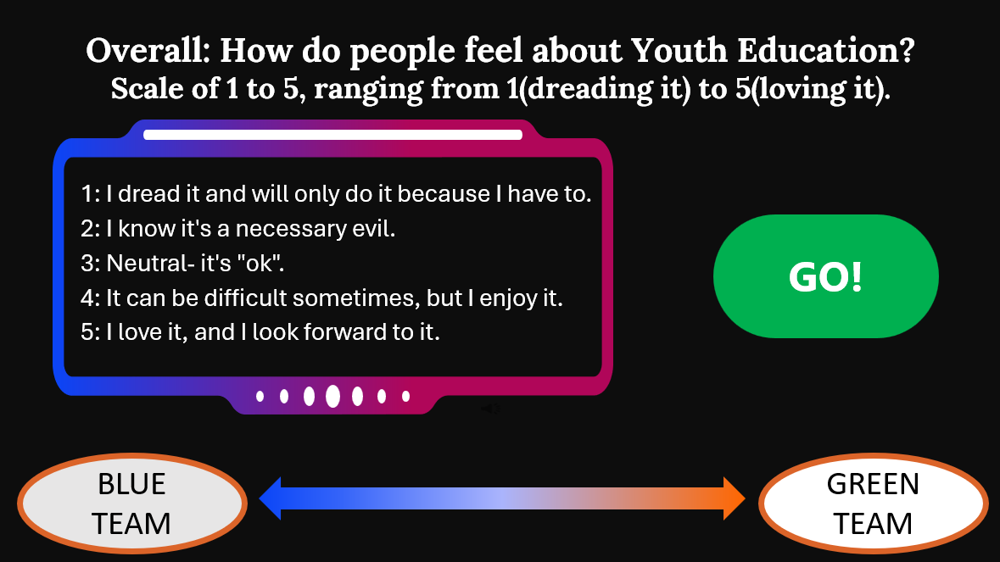 Overall: How do people feel about Youth Education?
Scale of 1 to 5, ranging from 1(dreading it) to 5(loving it).
1: I dread it and will only do it because I have to.
2: I know it's a necessary evil.
3: Neutral- it's "ok".
4: It can be difficult sometimes, but I enjoy it.
5: I love it, and I look forward to it.
GO!
BLUE
TEAM
GREEN
TEAM